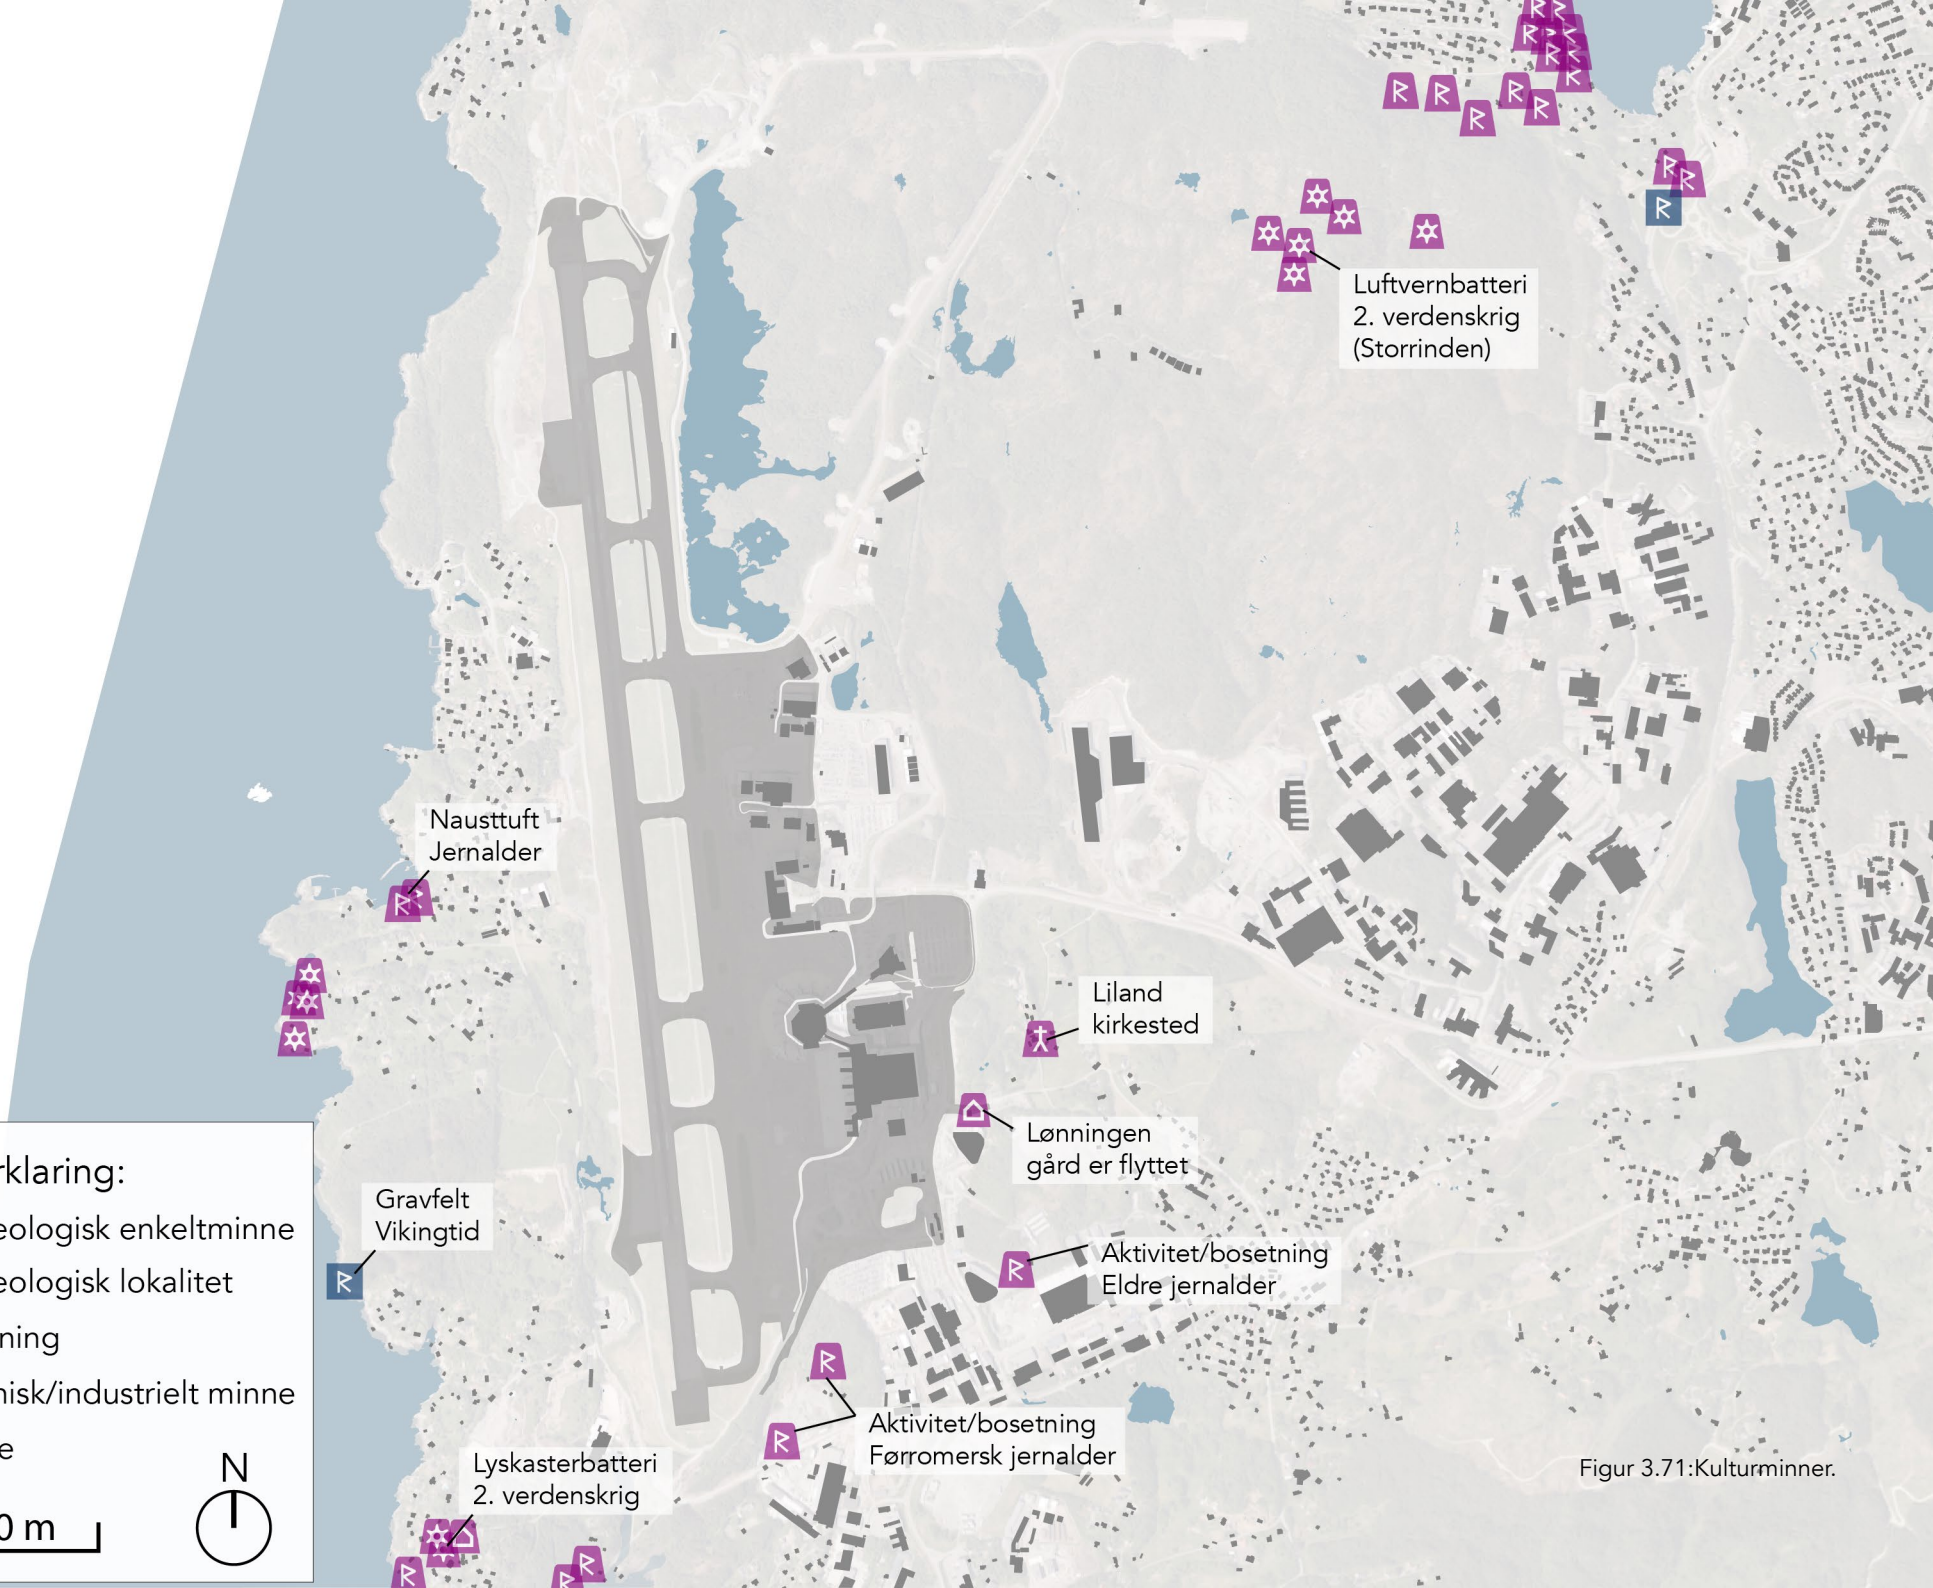 Luftvernbatteri
2. verdenskrig
(Storrinden)
Nausttuft
Jernalder
Liland
kirkested
Lønningen
gård er flyttet
Gravfelt
Vikingtid
Aktivitet/bosetning
Eldre jernalder
Aktivitet/bosetning
Førromersk jernalder
Lyskasterbatteri
2. verdenskrig
Figur 3.71:Kulturminner.
rklaring:
eologisk enkeltminne
eologisk lokalitet
ning
nisk/industrielt minne
e
N
0 m